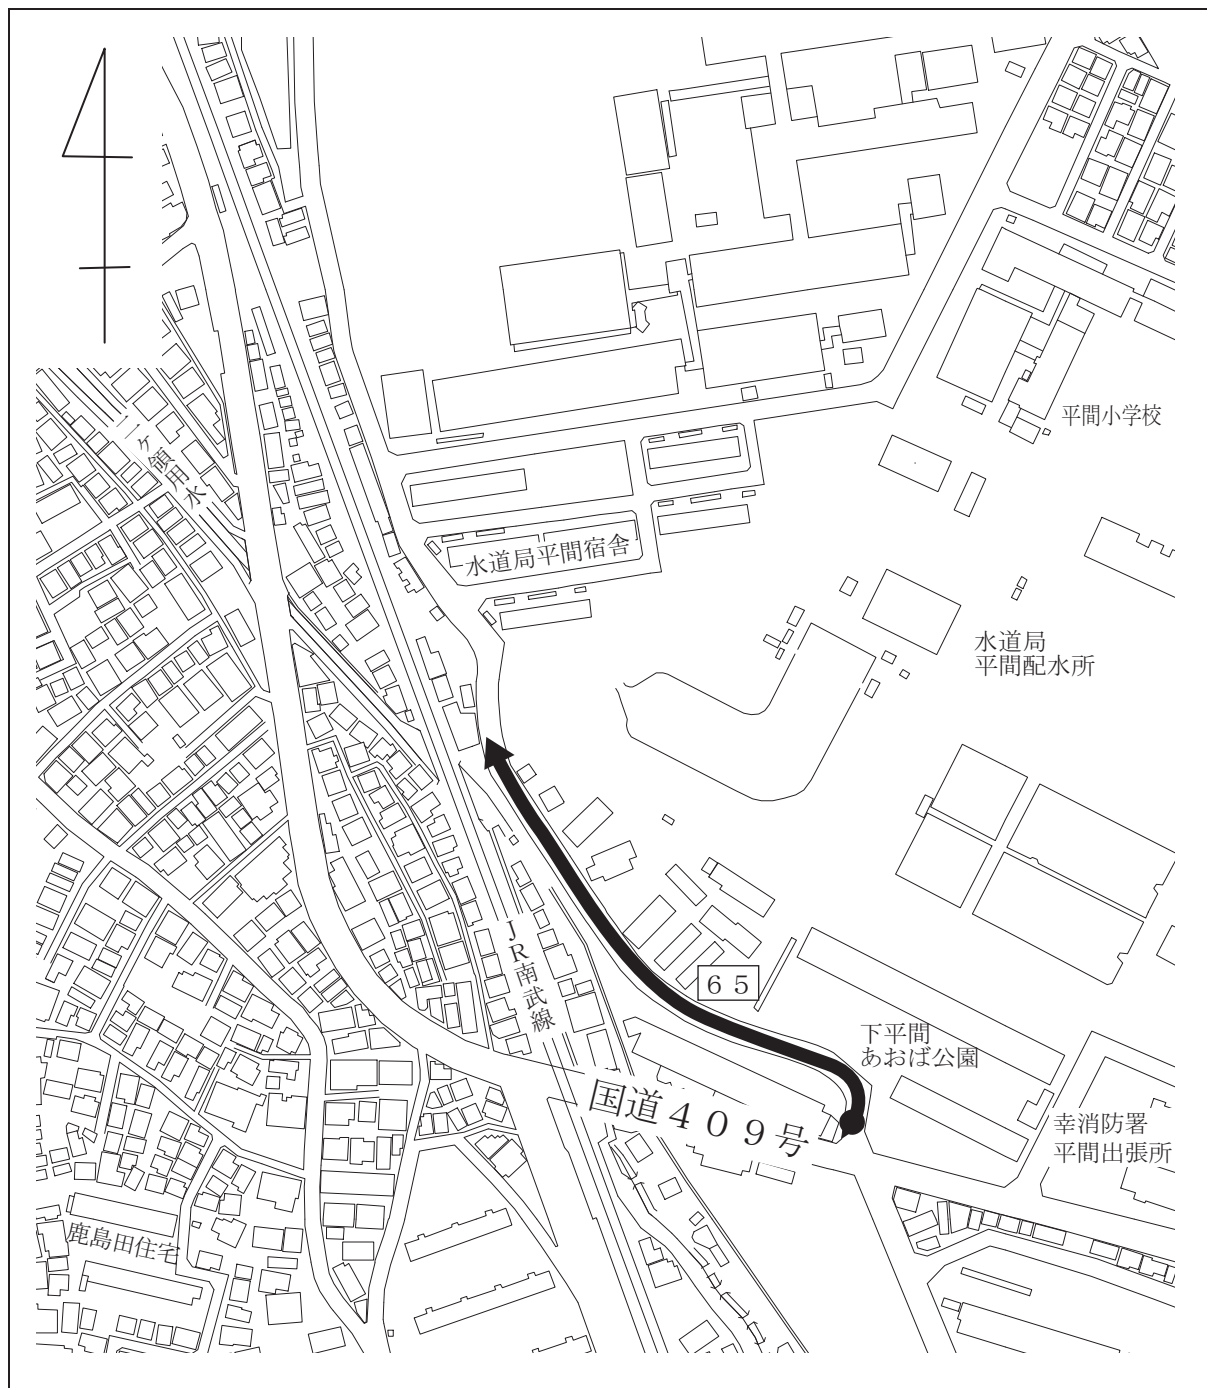 平間小学校
二ヶ領用水
水道局平間宿舎
水道局
平間配水所
JR南武線
65
下平間
あおば公園
国道409号
幸消防署
平間出張所
鹿島田住宅